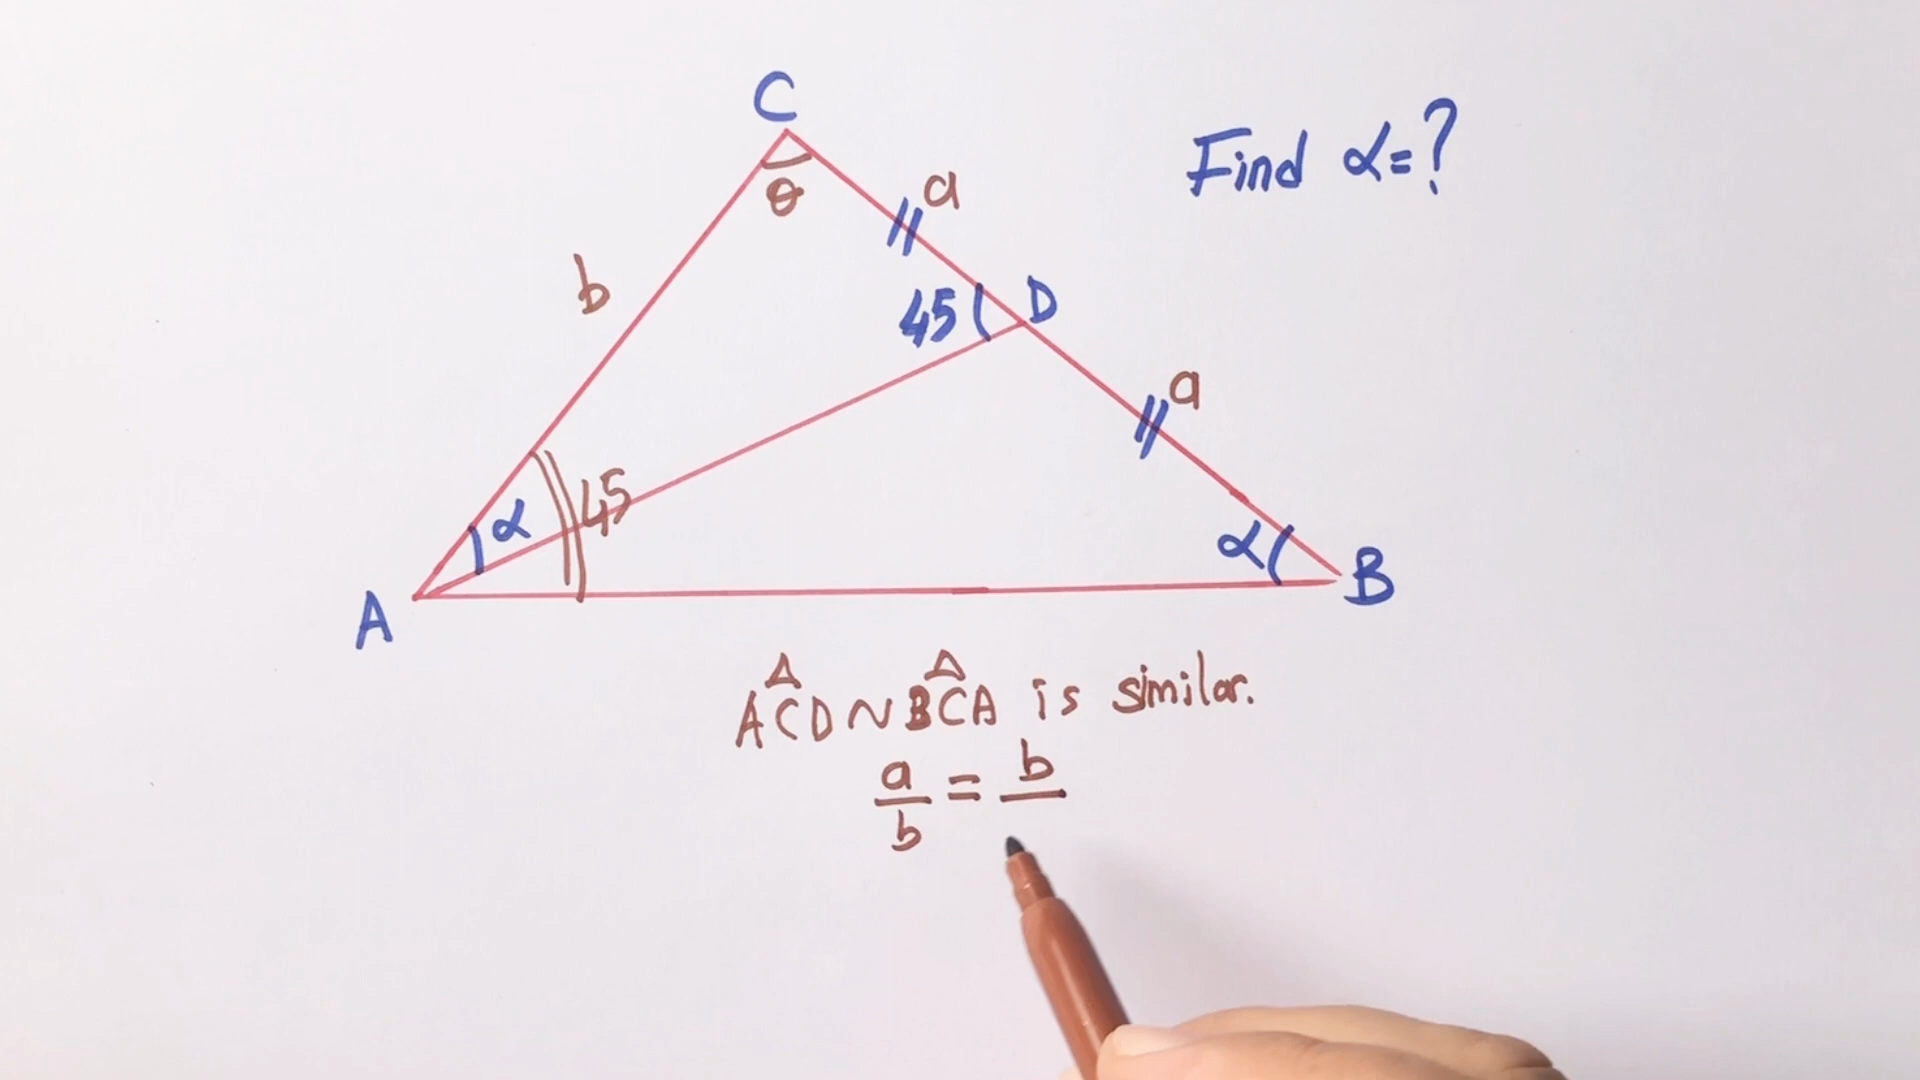 C
Find α=?
θ
a
b
45
D
a
α
45
α
A
B
ACD ~ BCA is similar.
a/b = b/